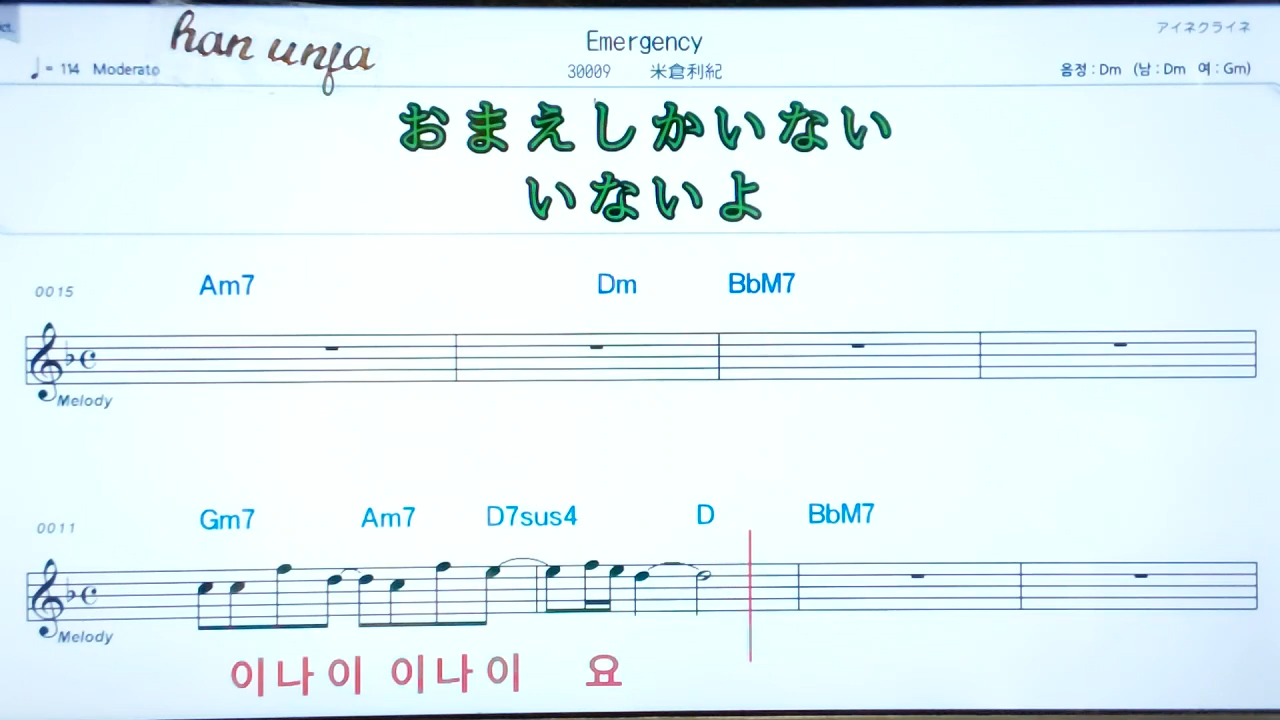 han unja
Emergency
アイネクライネ
♩= 114 Moderato
30009 米倉利紀
음정 : Dm (남 : Dm 여 : Gm)
おまえしかいない
いないよ
0015
Am7 Dm BbM7
Melody
0011
Gm7 Am7 D7sus4 D BbM7
Melody
이나이 이나이 요